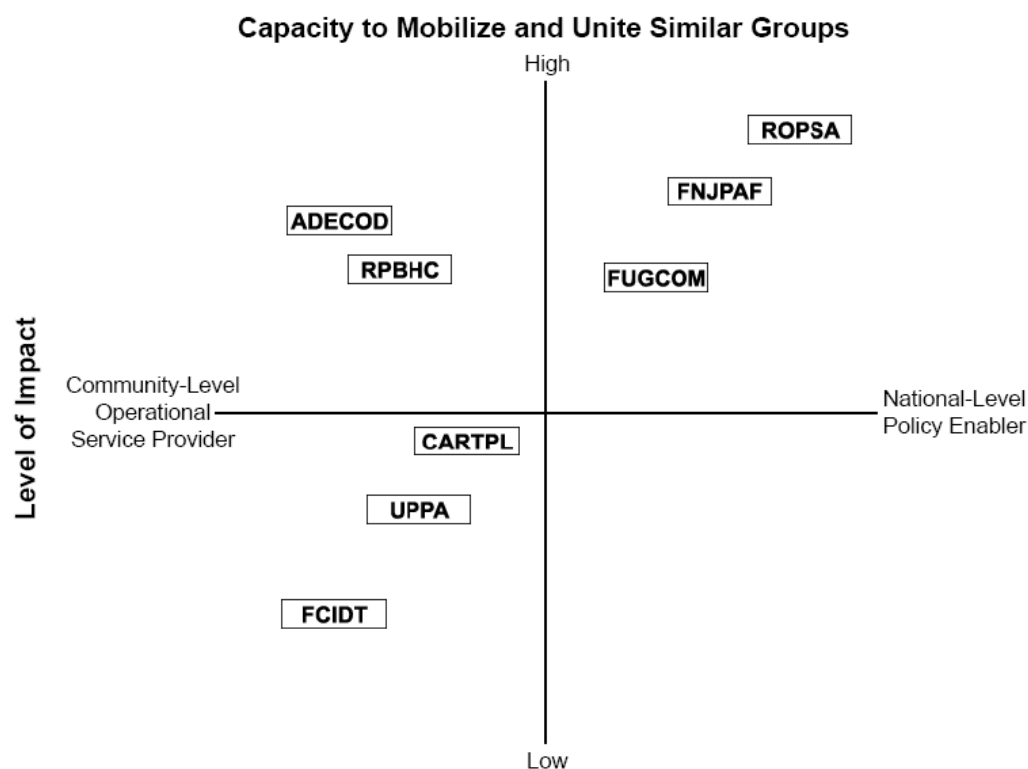 Capacity to Mobilize and Unite Similar Groups
High
ROPSA
FNJPAF
ADECOD
RPBHC
FUGCOM
Level of Impact
Community-Level
Operational
Service Provider
National-Level
Policy Enabler
CARTPL
UPPA
FCIDT
Low